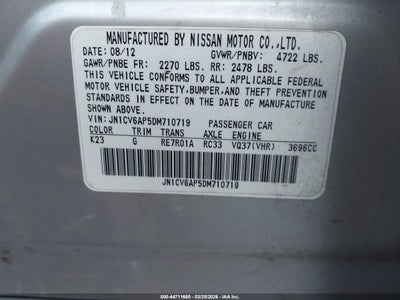 MANUFACTURED BY NISSAN MOTOR CO.,LTD.
DATE: 08/12 GVWR/PNBV: 4722 LBS.
GAWR/PNBE FR: 2270 LBS. RR: 2478 LBS.
THIS VEHICLE CONFORMS TO ALL APPLICABLE FEDERAL
MOTOR VEHICLE SAFETY,BUMPER,AND THEFT PREVENTION
STANDARDS IN EFFECT ON THE DATE OF MANUFACTURE
SHOWN ABOVE.
VIN: JN1CV6AP5DM710719 PASSENGER CAR
COLOR TRIM TRANS AXLE ENGINE
K23 G RE7R01A RC33 VQ37(VHR) 3696CC
JN1CV6AP5DM710719
000 - 44711660 - 03/29/2026 - IAA